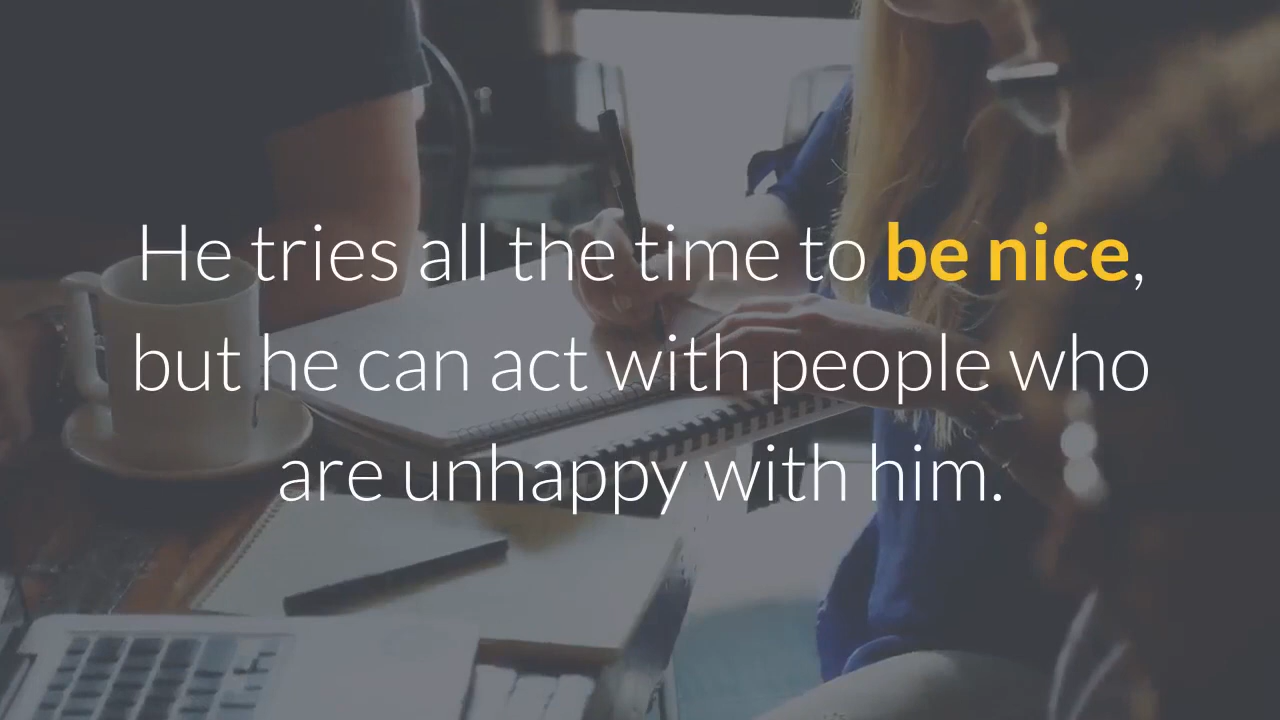 He tries all the time to be nice,
but he can act with people who
are unhappy with him.